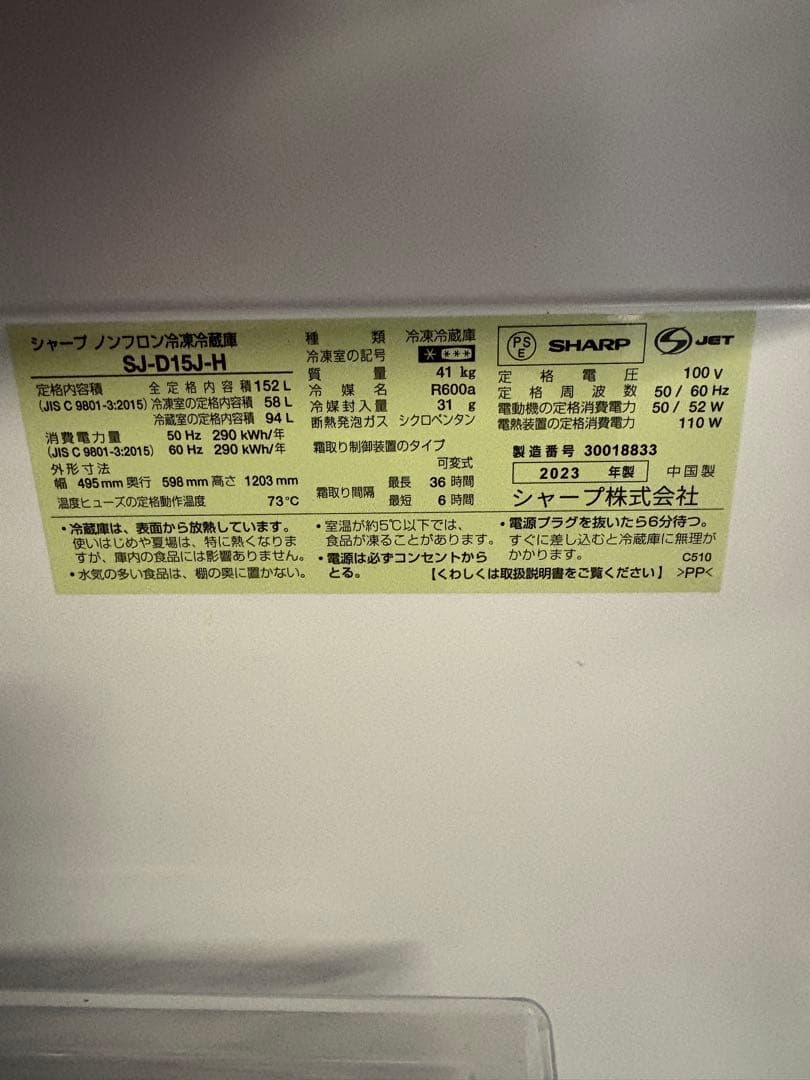 シャープ ノンフロン冷凍冷蔵庫
SJ-D15J-H
定格内容積 全定格内容積 152 L
(JIS C 9801-3:2015) 冷凍室の定格内容積 58 L
冷蔵室の定格内容積 94 L
消費電力量 50 Hz 290 kWh/年
(JIS C 9801-3:2015) 60 Hz 290 kWh/年
外形寸法
幅 495mm 奥行 598mm 高さ 1203mm
温度ヒューズの定格動作温度 73℃
種類 冷凍冷蔵庫
冷凍室の記号 * ***
質量 41 kg
冷媒名 R600a
冷媒封入量 31 g
断熱発泡ガス シクロペンタン
霜取り制御装置のタイプ
可変式
霜取り間隔 最長 36 時間
最短 6 時間
PS
E
SHARP
JET
定格電圧 100 V
定格周波数 50 / 60 Hz
電動機の定格消費電力 50 / 52 W
電熱装置の定格消費電力 110 W
製造番号 30018833
2023 年製 中国製
シャープ株式会社
・冷蔵庫は、表面から放熱しています。
使いはじめや夏場は、特に熱くなりま
すが、庫内の食品には影響ありません。
・水気の多い食品は、棚の奥に置かない。
・室温が約5℃以下では、
食品が凍ることがあります。
・電源は必ずコンセントから
とる。
・電源プラグを抜いたら6分待つ。
すぐに差し込むと冷蔵庫に無理が
かかります。 C510
【くわしくは取扱説明書をご覧ください】 >PP<